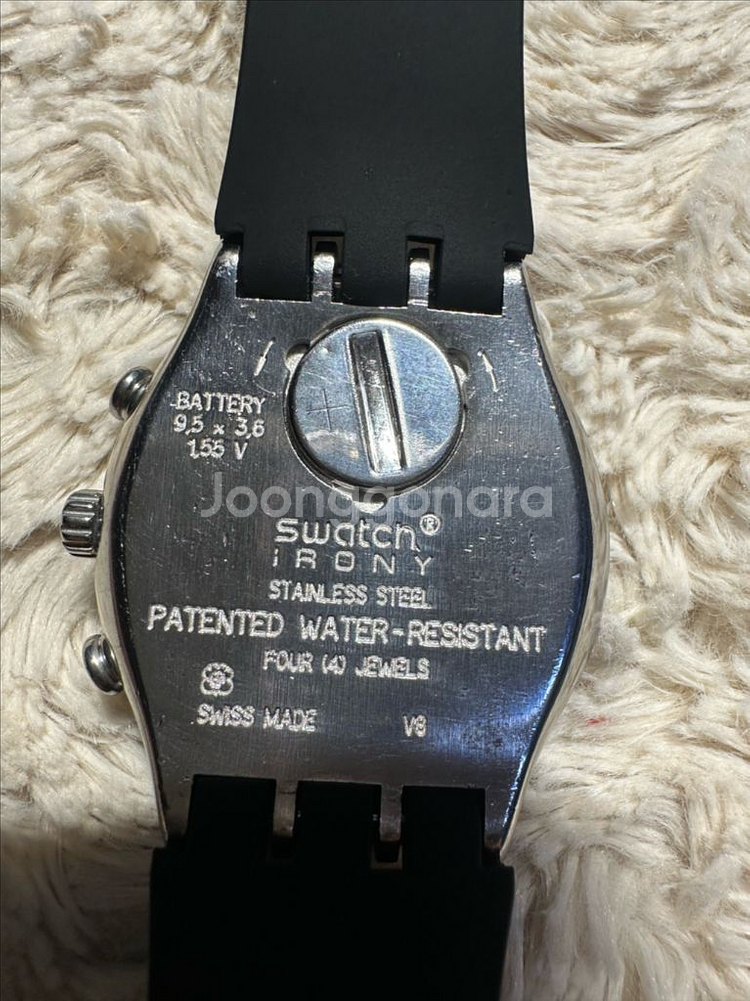 BATTERY
9,5 x 3,6
1,55 V
+
Joonggonara
swatch®
iRONY
STAINLESS STEEL
PATENTED WATER-RESISTANT
FOUR (4) JEWELS
SWISS MADE V8